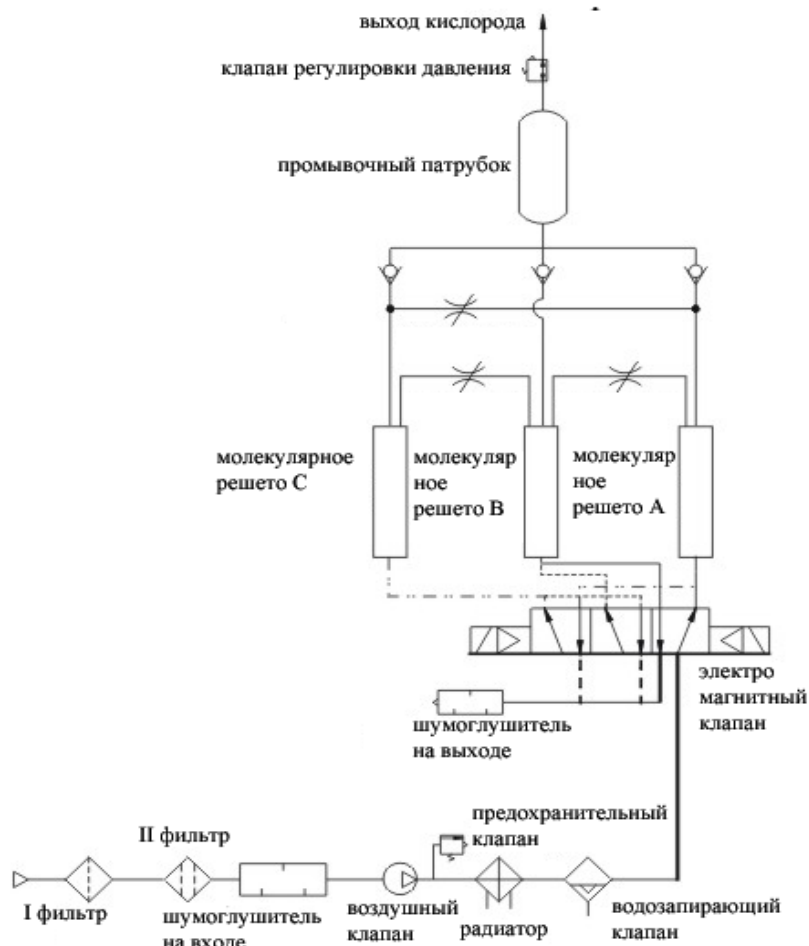 выход кислорода
клапан регулировки давления
промывочный патрубок
молекулярное
решето C
молекуляр
ное
решето B
молекуляр
ное
решето A
электро
магнитный
клапан
шумоглушитель
на выходе
предохранительный
клапан
II фильтр
I фильтр
шумоглушитель
на входе
воздушный
клапан
радиатор
водозапирающий
клапан